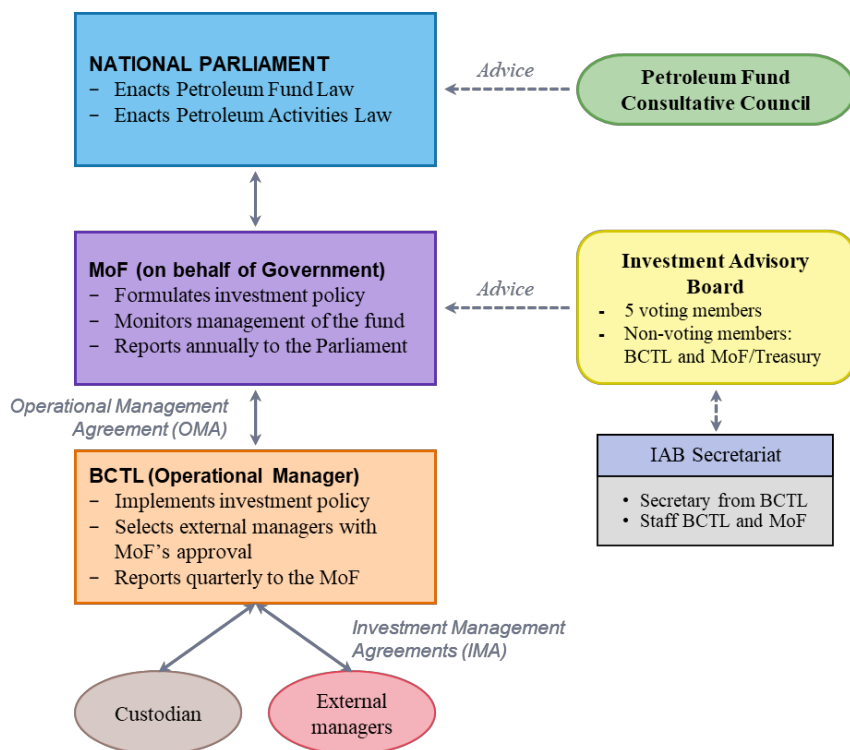 NATIONAL PARLIAMENT
– Enacts Petroleum Fund Law
– Enacts Petroleum Activities Law
Advice
Petroleum Fund
Consultative Council
MoF (on behalf of Government)
– Formulates investment policy
– Monitors management of the fund
– Reports annually to the Parliament
Advice
Investment Advisory
Board
- 5 voting members
- Non-voting members:
BCTL and MoF/Treasury
Operational Management
Agreement (OMA)
IAB Secretariat
• Secretary from BCTL
• Staff BCTL and MoF
BCTL (Operational Manager)
– Implements investment policy
– Selects external managers with
MoF’s approval
– Reports quarterly to the MoF
Investment Management
Agreements (IMA)
Custodian
External
managers